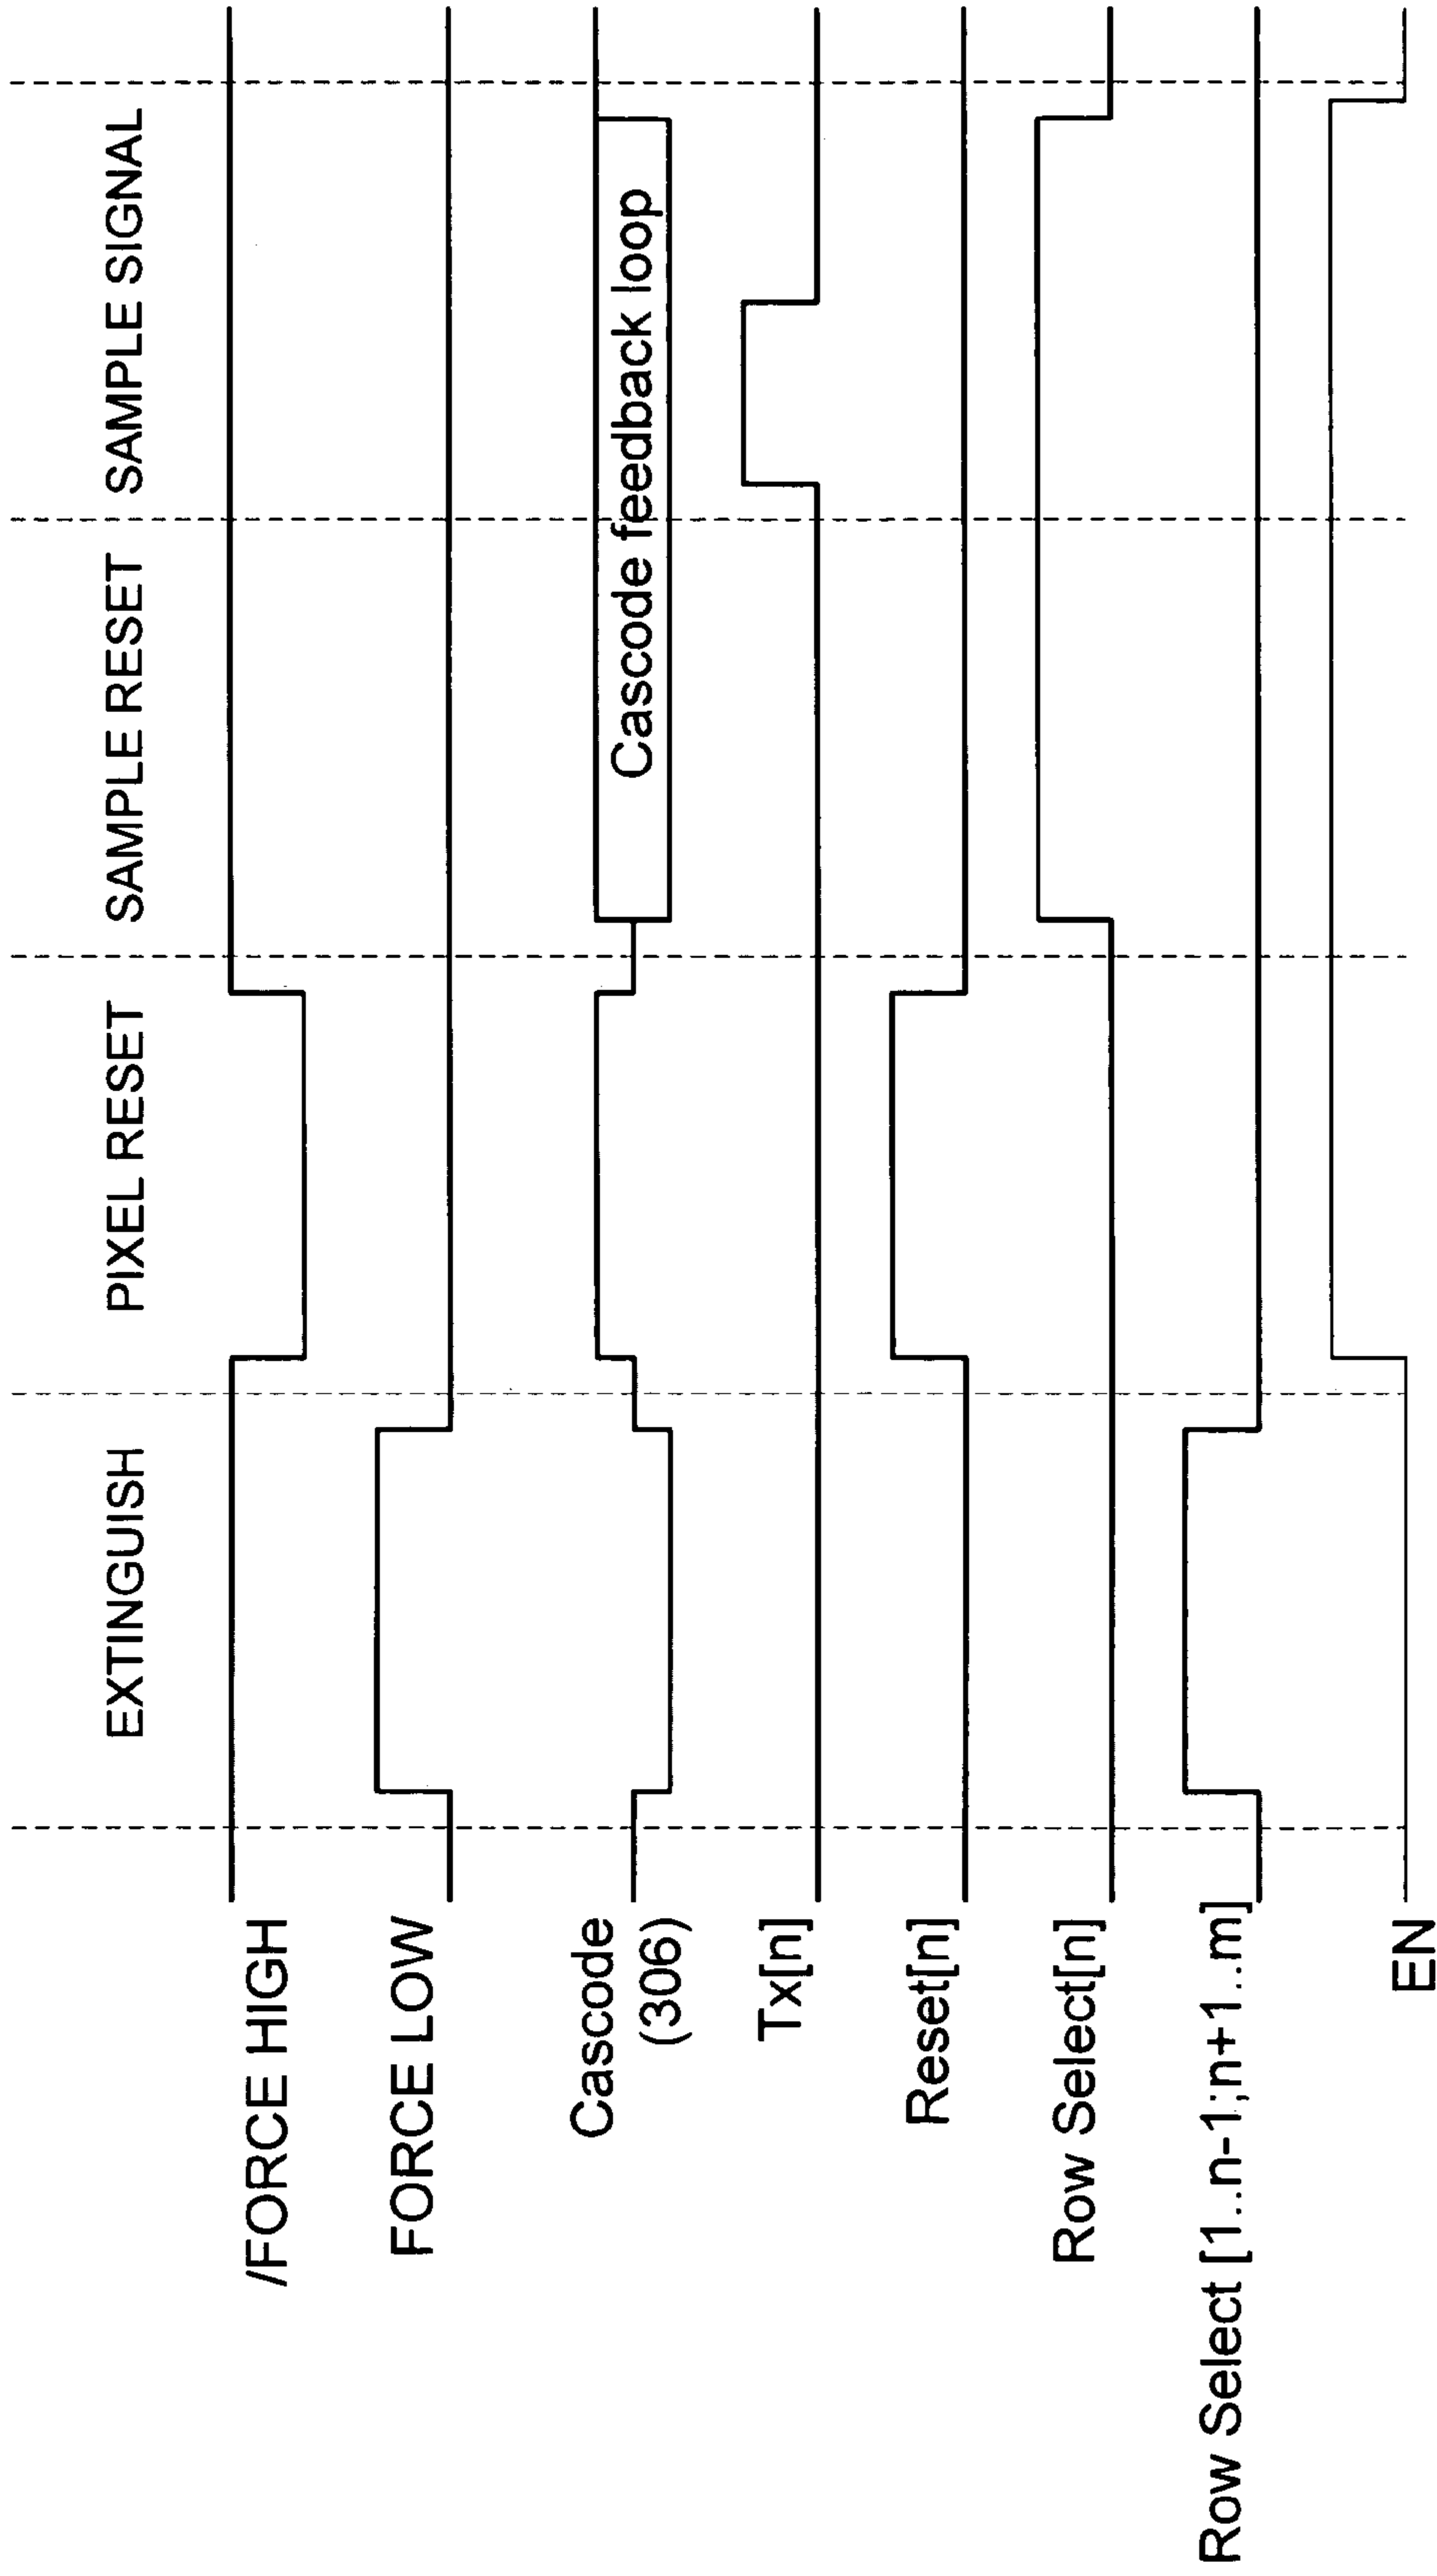 EXTINGUISH
PIXEL RESET
SAMPLE RESET
SAMPLE SIGNAL
/FORCE HIGH
FORCE LOW
Cascode
(306)
Cascode feedback loop
Tx[n]
Reset[n]
Row Select[n]
Row Select [1..n-1;n+1..m]
EN